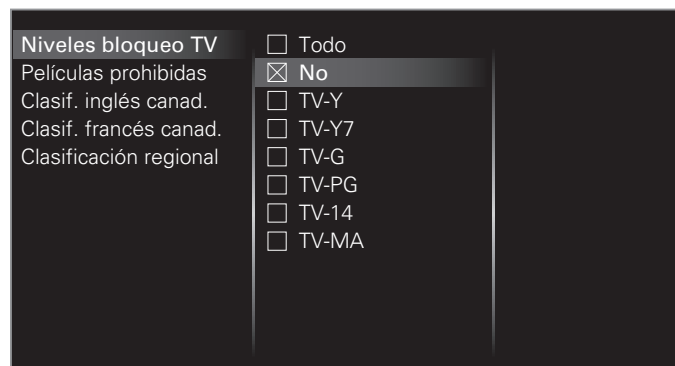 Niveles bloqueo TV
Películas prohibidas
Clasif. inglés canad.
Clasif. francés canad.
Clasificación regional
Todo
No
TV-Y
TV-Y7
TV-G
TV-PG
TV-14
TV-MA